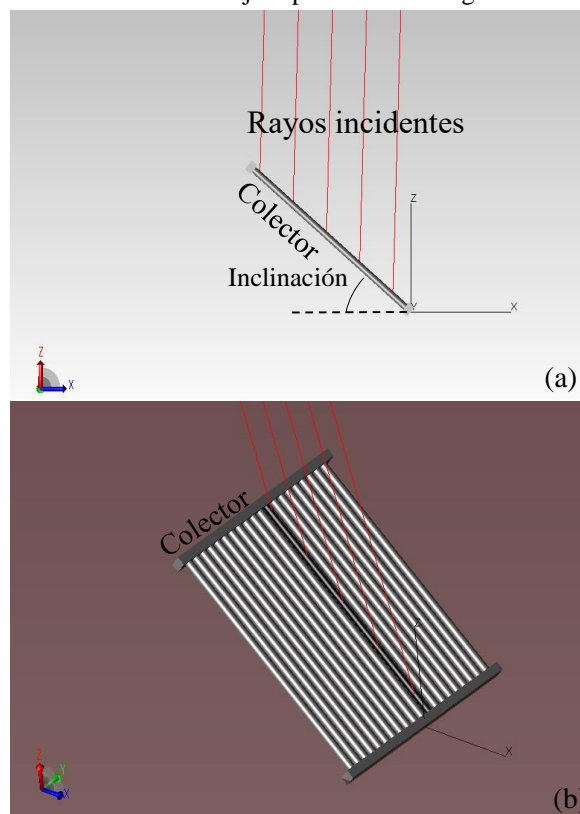 Rayos incidentes
Colector
Z
Inclinación
Y
X
Z
X
(a)
Colector
Z
X
Z
Y
X
(b)